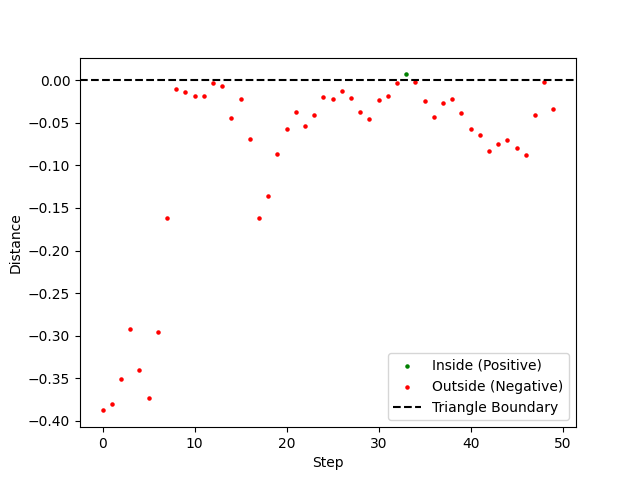 0.00
−0.05
−0.10
−0.15
−0.20
−0.25
−0.30
−0.35
−0.40
Distance
0 10 20 30 40 50
Step
Inside (Positive)
Outside (Negative)
Triangle Boundary